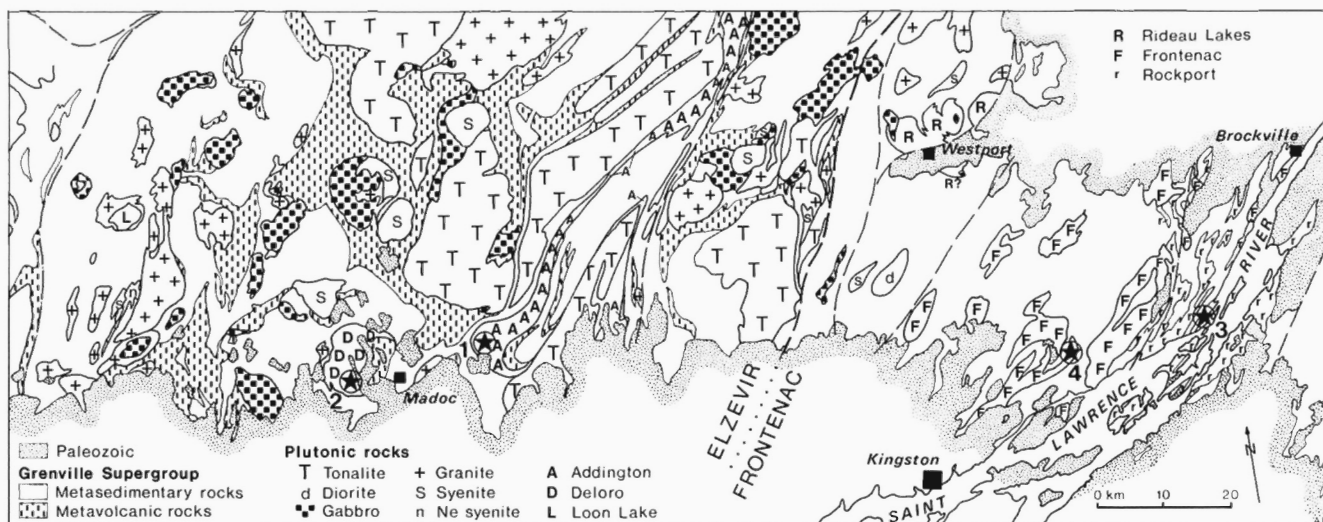 R Rideau Lakes
F Frontenac
r Rockport
Brockville
Westport
R?
RIVER
LAWRENCE
SAINT
Kingston
Madoc
1
2
3
4
ELZEVIR
FRONTENAC
Paleozoic
Grenville Supergroup
Metasedimentary rocks
Metavolcanic rocks
Plutonic rocks
T Tonalite
d Diorite
Gabbro
+ Granite
S Syenite
n Ne syenite
A Addington
D Deloro
L Loon Lake
0 km 10 20
N